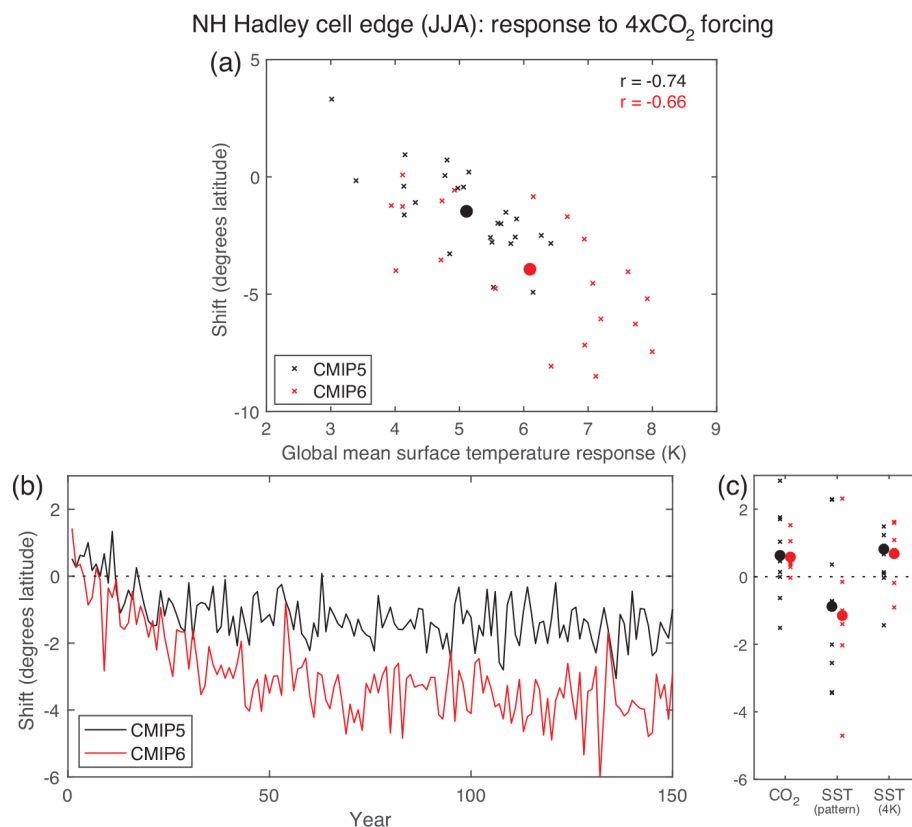 NH Hadley cell edge (JJA): response to 4xCO₂ forcing
(a)
r = -0.74
r = -0.66
5
0
-5
-10
Shift (degrees latitude)
CMIP5
CMIP6
2 3 4 5 6 7 8 9
Global mean surface temperature response (K)
(b)
2
0
-2
-4
-6
Shift (degrees latitude)
CMIP5
CMIP6
0 50 100 150
Year
(c)
2
0
-2
-4
-6
CO₂ SST SST
(pattern) (4K)